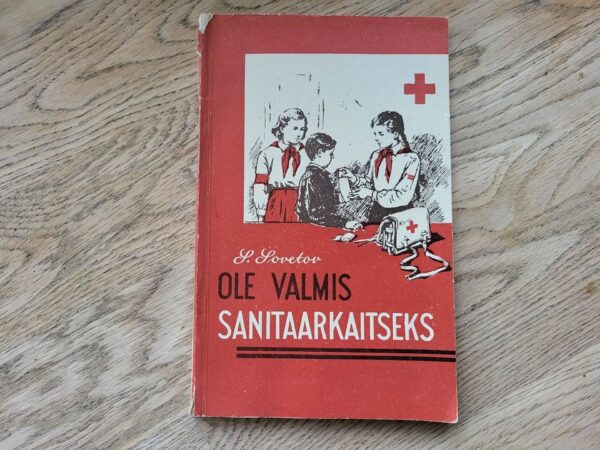 S. Sovetov
OLE VALMIS
SANITAARKAITSEKS